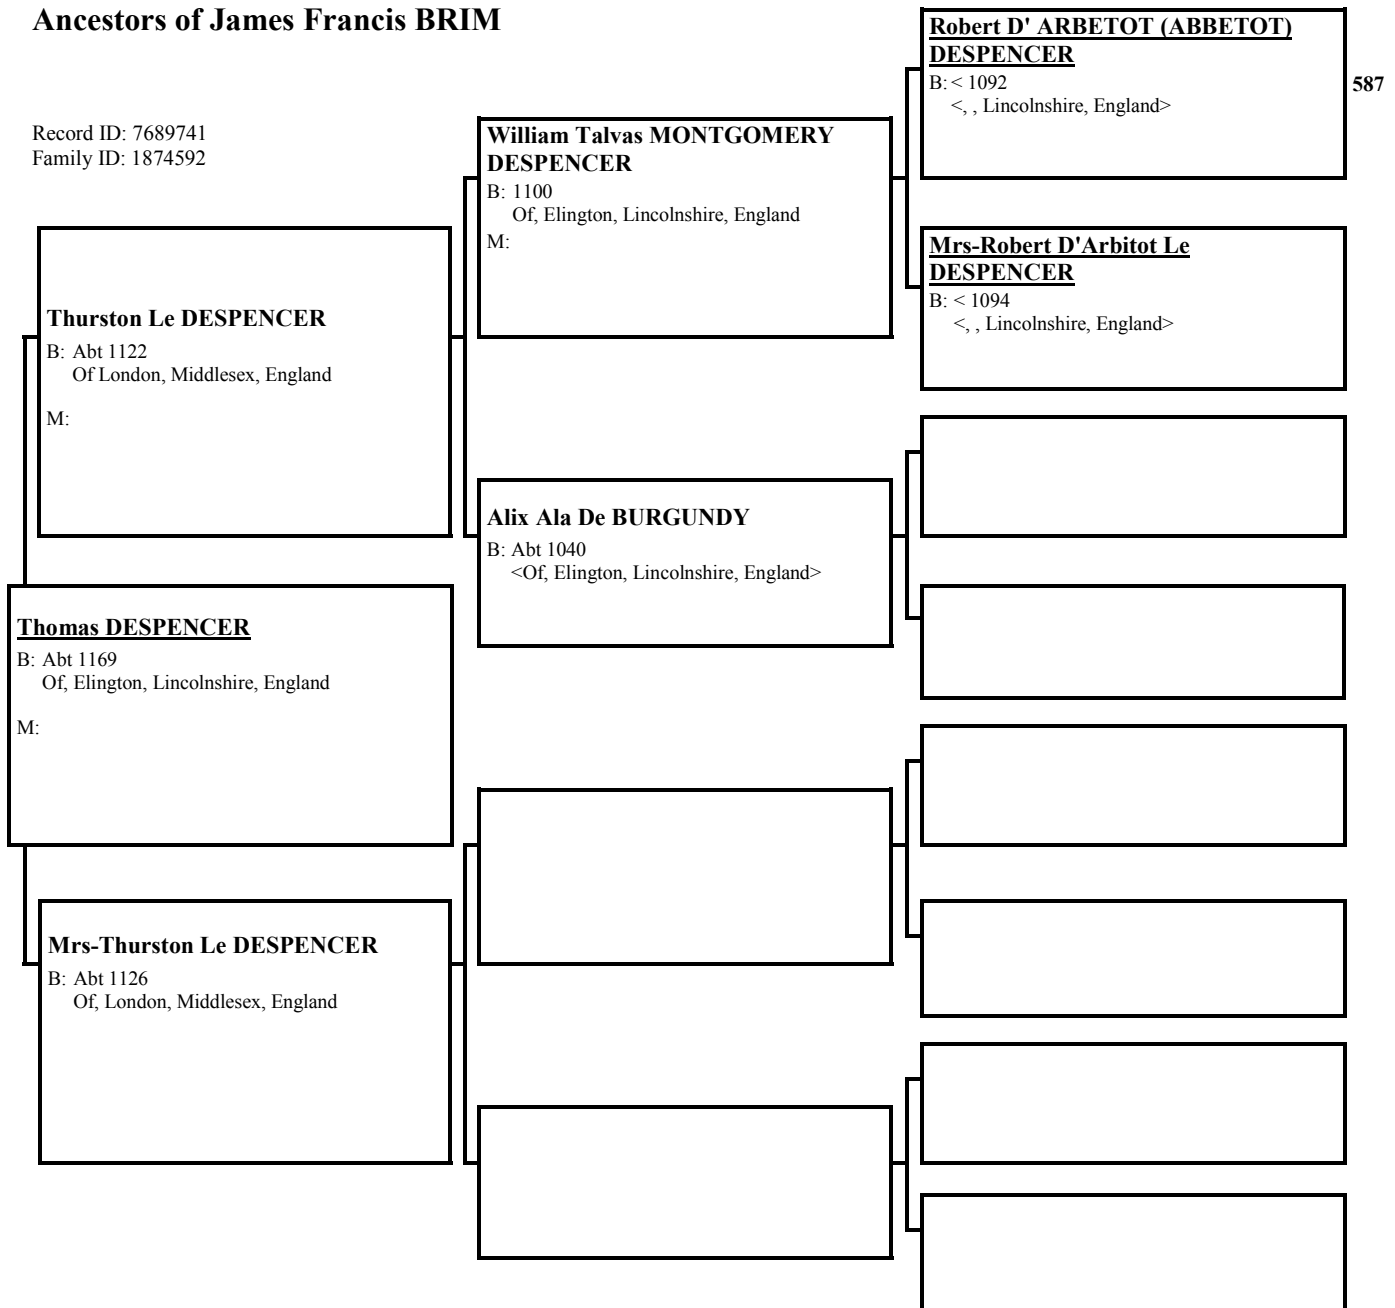 Ancestors of James Francis BRIM
Record ID: 7689741
Family ID: 1874592
Robert D' ARBETOT (ABBETOT)
DESPENCER
B: < 1092
<, , Lincolnshire, England>
587
William Talvas MONTGOMERY
DESPENCER
B: 1100
Of, Elington, Lincolnshire, England
M:
Mrs-Robert D'Arbitot Le
DESPENCER
B: < 1094
<, , Lincolnshire, England>
Thurston Le DESPENCER
B: Abt 1122
Of London, Middlesex, England
M:
Alix Ala De BURGUNDY
B: Abt 1040
<Of, Elington, Lincolnshire, England>
Thomas DESPENCER
B: Abt 1169
Of, Elington, Lincolnshire, England
M:
Mrs-Thurston Le DESPENCER
B: Abt 1126
Of, London, Middlesex, England